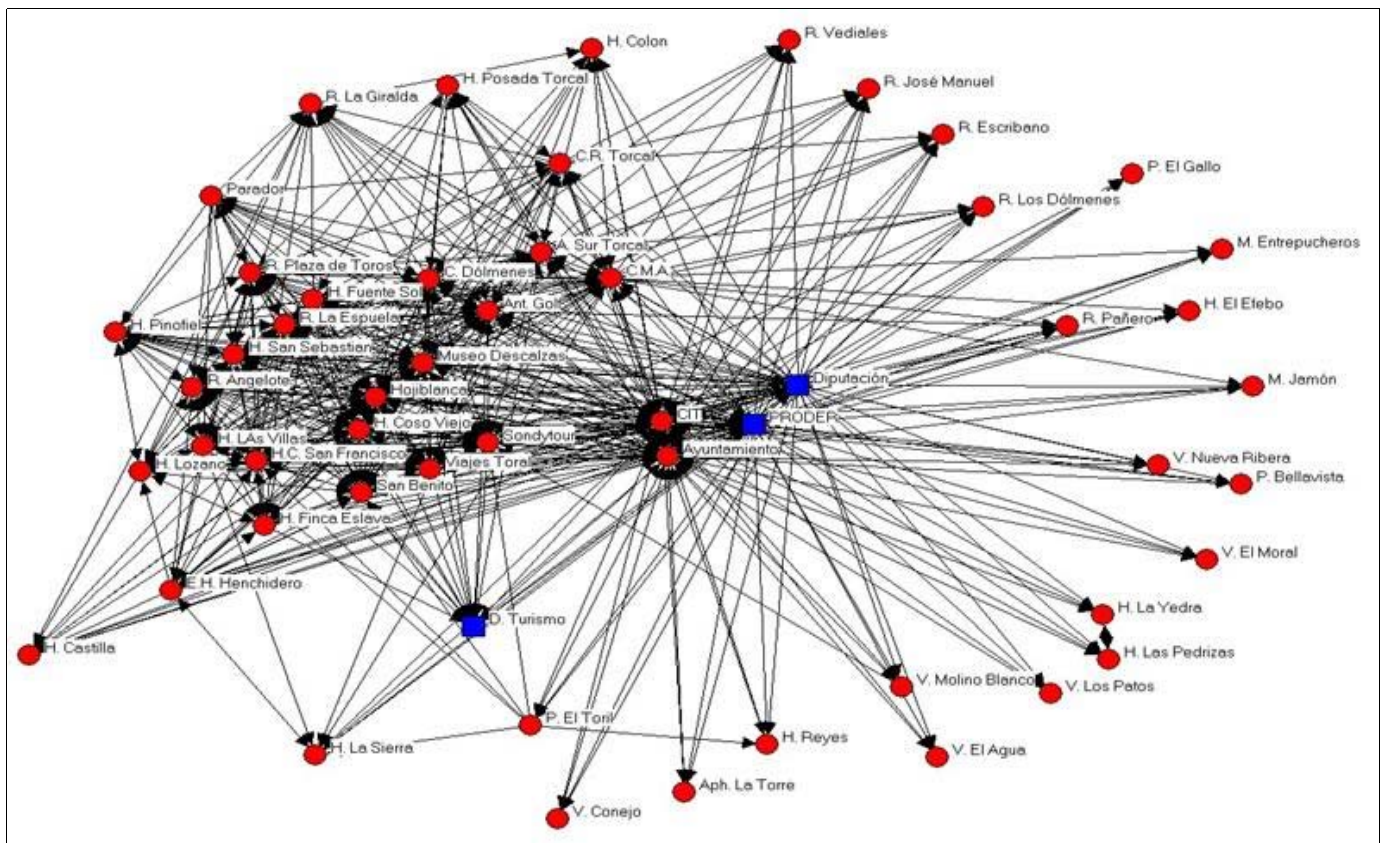 H. Colon
R. Vediales
H. Posada Torcal
R. José Manuel
R. La Giralda
R. Escribano
C.R. Torcal
P. El Gallo
Parador
R. Los Dólmenes
A. Sur Torcal
M. Entrepucheros
R. Plaza de Toros
C. Dólmenes
C.M.A.
H. Fuente Sol
Ant. Golf
H. El Efebo
R. La Espuela
R. Pañero
H. Pinofiel
H. San Sebastian
Museo Descalzas
R. Angelote
Hojiblanca
Diputación
M. Jamón
CIT
PRODER
H. Coso Viejo
H. LAs Villas
Sondytour
Ayuntamiento
H.C. San Francisco
H. Lozano
Viajes Toral
V. Nueva Ribera
San Benito
P. Bellavista
H. Finca Eslava
V. El Moral
E.H. Henchidero
H. La Yedra
D. Turismo
H. Castilla
H. Las Pedrizas
V. Molino Blanco
V. Los Patos
P. El Toril
H. Reyes
H. La Sierra
V. El Agua
Aph. La Torre
V. Conejo